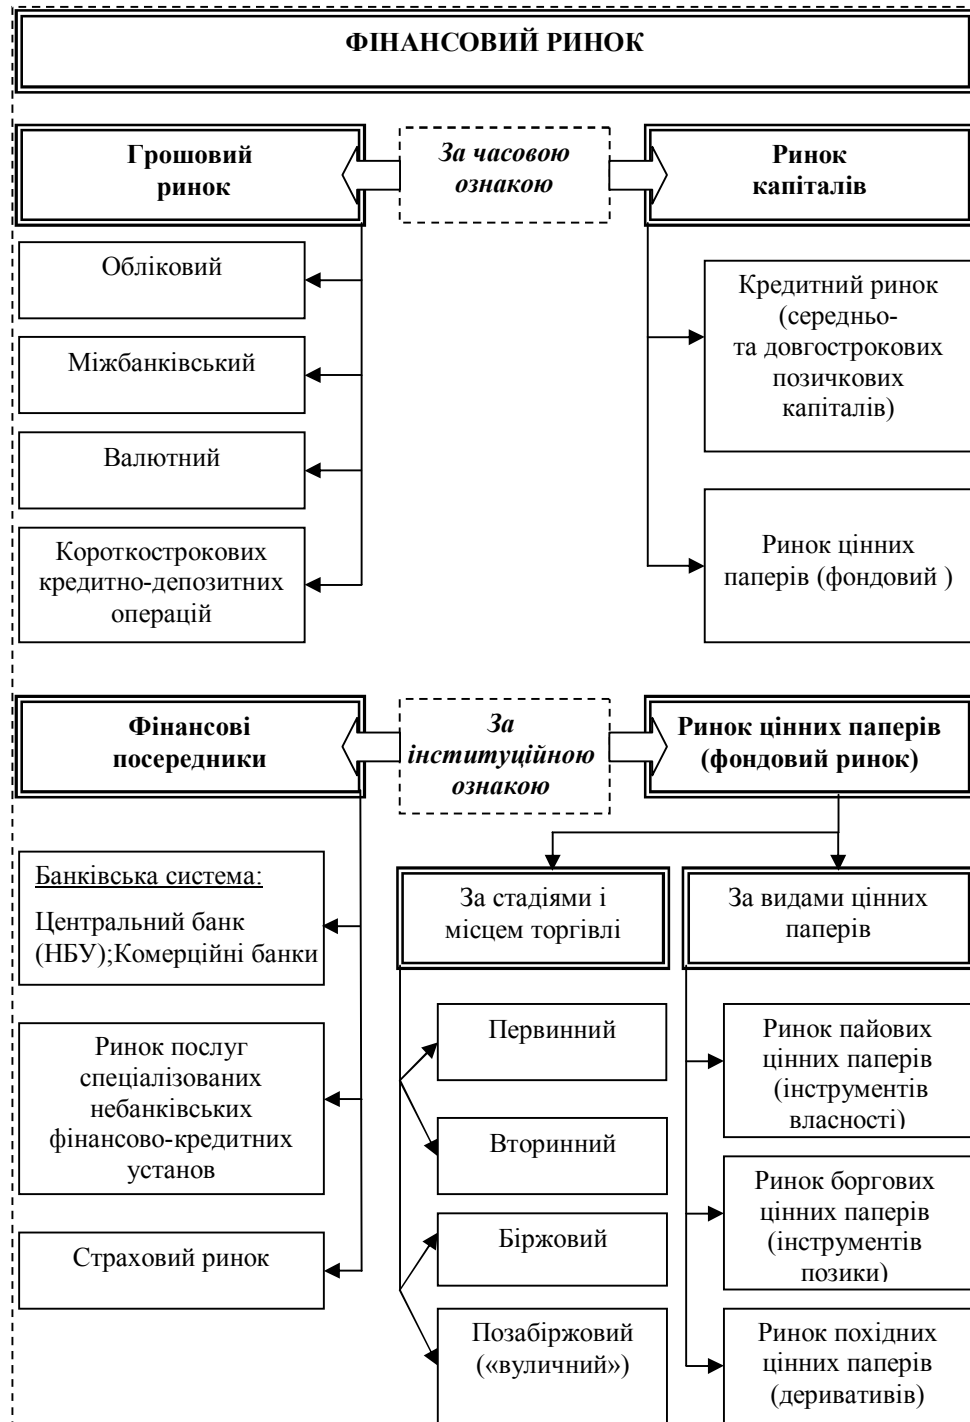 ФІНАНСОВИЙ РИНОК
Грошовий
ринок
За часовою
ознакою
Ринок
капіталів
Обліковий
Міжбанківський
Валютний
Короткострокових
кредитно-депозитних
операцій
Кредитний ринок
(середньо-
та довгострокових
позичкових
капіталів)
Ринок цінних
паперів (фондовий )
Фінансові
посередники
За
інституційною
ознакою
Ринок цінних паперів
(фондовий ринок)
Банківська система:
Центральний банк
(НБУ);Комерційні банки
Ринок послуг
спеціалізованих
небанківських
фінансово-кредитних
установ
Страховий ринок
За стадіями і
місцем торгівлі
Первинний
Вторинний
Біржовий
Позабіржовий
(«вуличний»)
За видами цінних
паперів
Ринок пайових
цінних паперів
(інструментів
власності)
Ринок боргових
цінних паперів
(інструментів
позики)
Ринок похідних
цінних паперів
(деривативів)